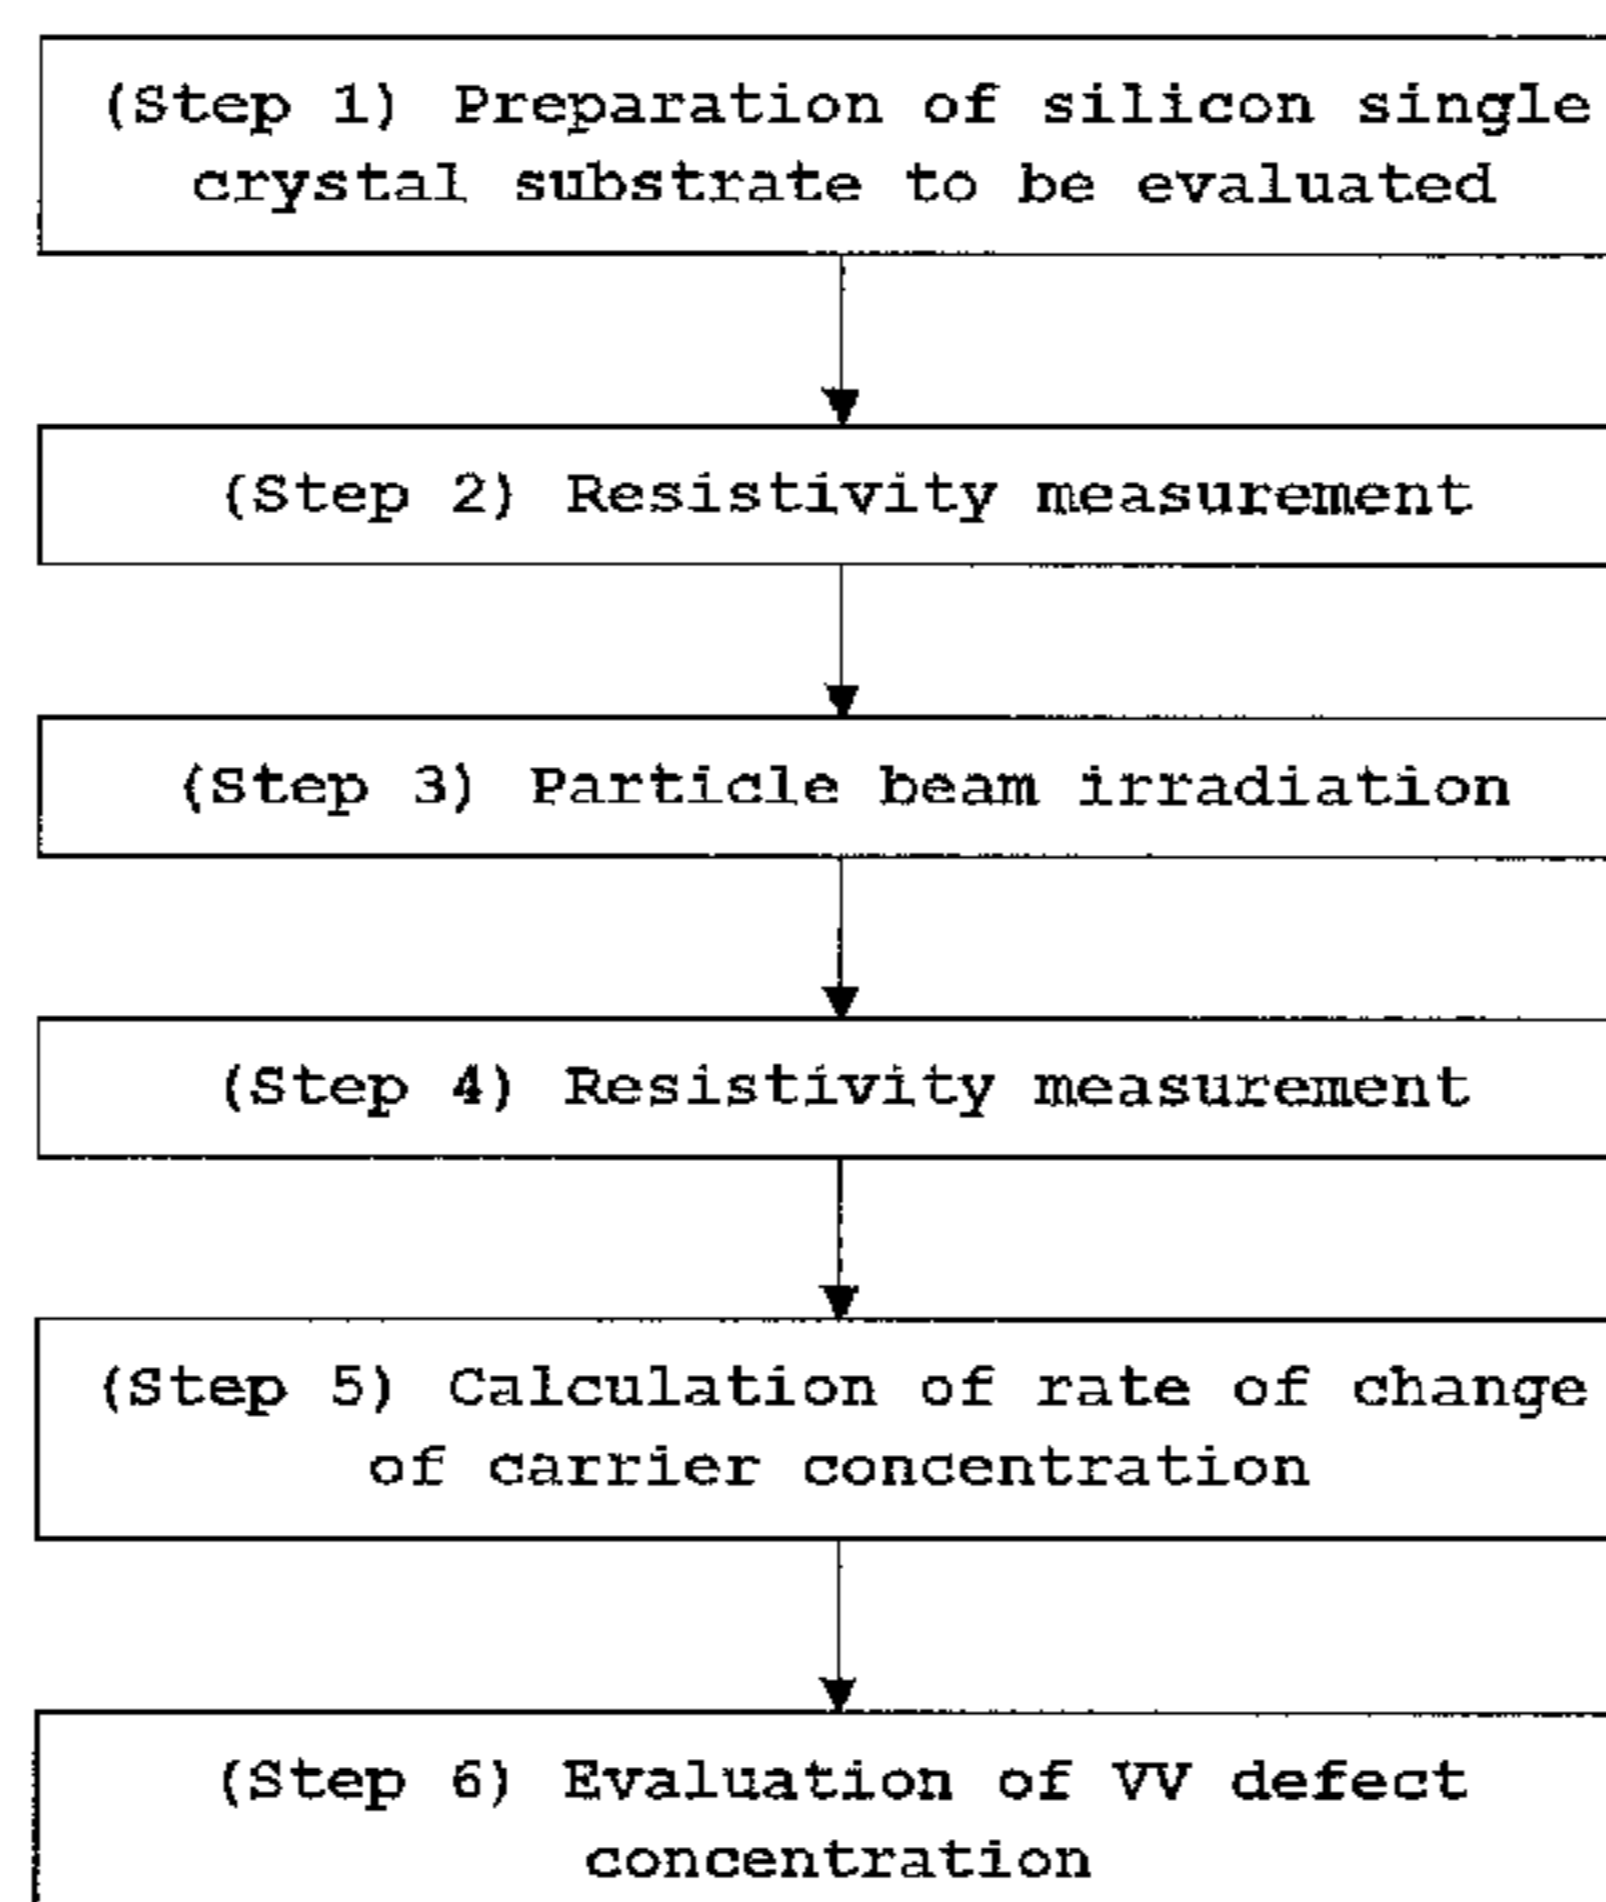 (Step 1) Preparation of silicon single
crystal substrate to be evaluated
(Step 2) Resistivity measurement
(Step 3) Particle beam irradiation
(Step 4) Resistivity measurement
(Step 5) Calculation of rate of change
of carrier concentration
(Step 6) Evaluation of VV defect
concentration